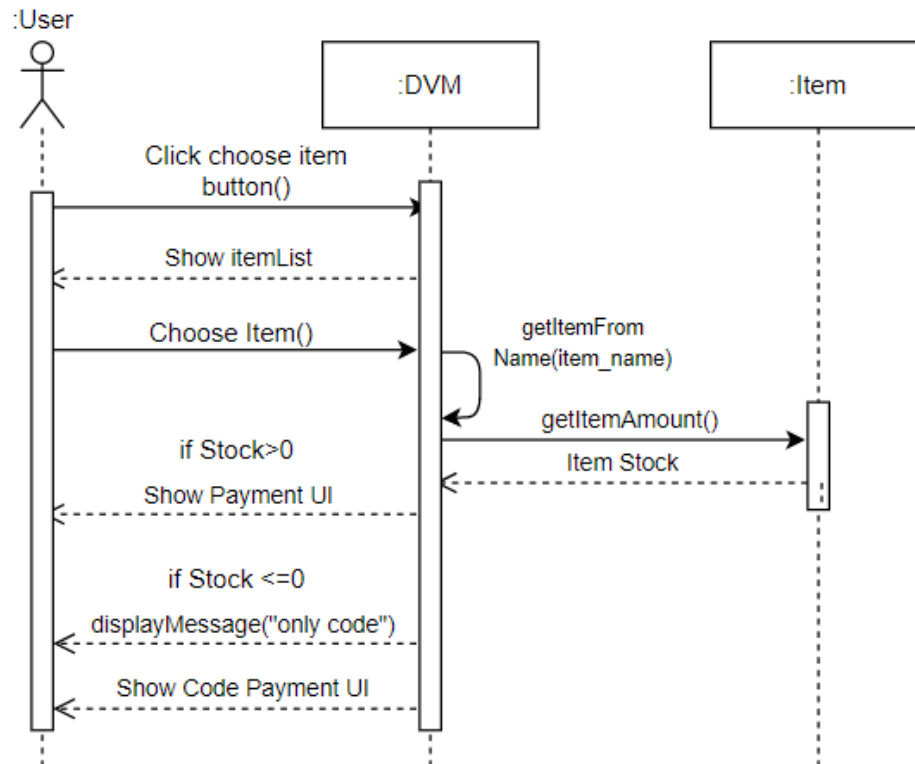 :User
:DVM
:Item
Click choose item
button()
Show itemList
Choose Item()
getItemFrom
Name(item_name)
getItemAmount()
if Stock>0
Item Stock
Show Payment UI
if Stock <=0
displayMessage("only code")
Show Code Payment UI